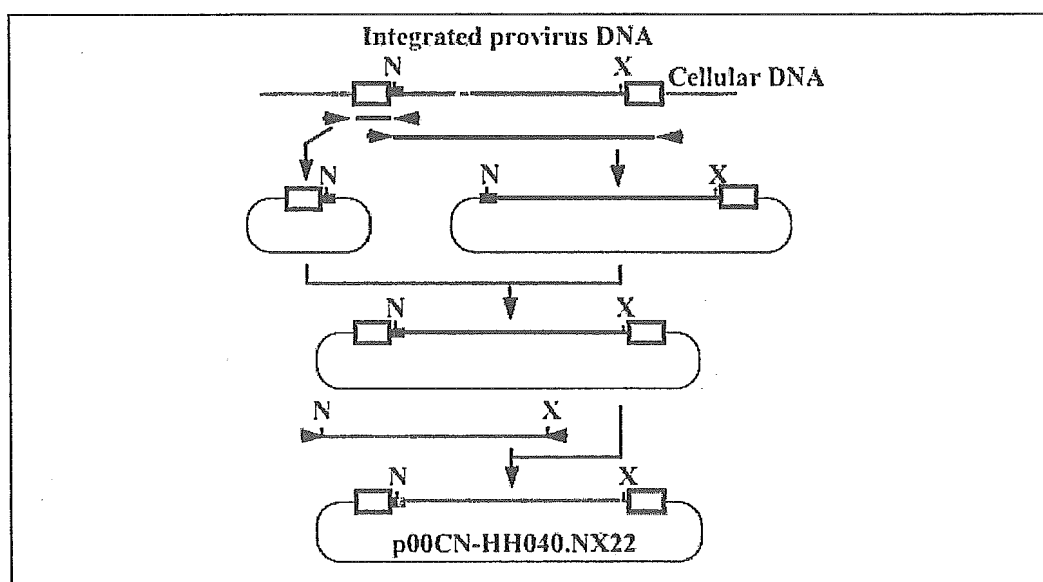 Integrated provirus DNA
N
X
Cellular DNA
N
N
X
N
X
N
X
N
X
p00CN-HH040.NX22